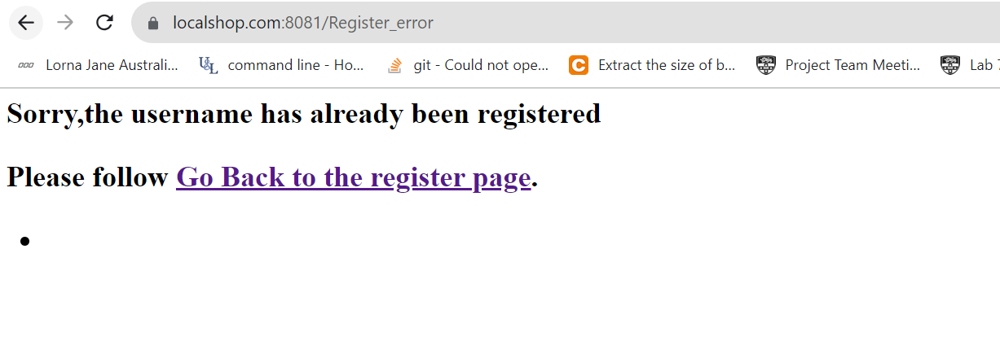 localshop.com:8081/Register_error
Lorna Jane Australi... command line - Ho... git - Could not ope... Extract the size of b... Project Team Meeti... Lab
Sorry,the username has already been registered
Please follow Go Back to the register page.